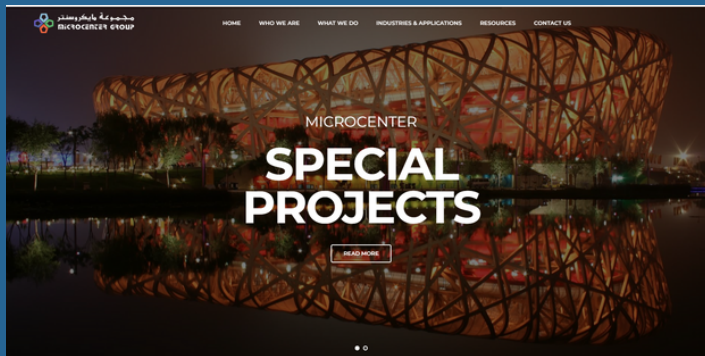 مجموعة مايكروسنتر
MICROCENTER GROUP
HOME WHO WE ARE WHAT WE DO INDUSTRIES & APPLICATIONS RESOURCES CONTACT US
MICROCENTER
SPECIAL
PROJECTS
READ MORE